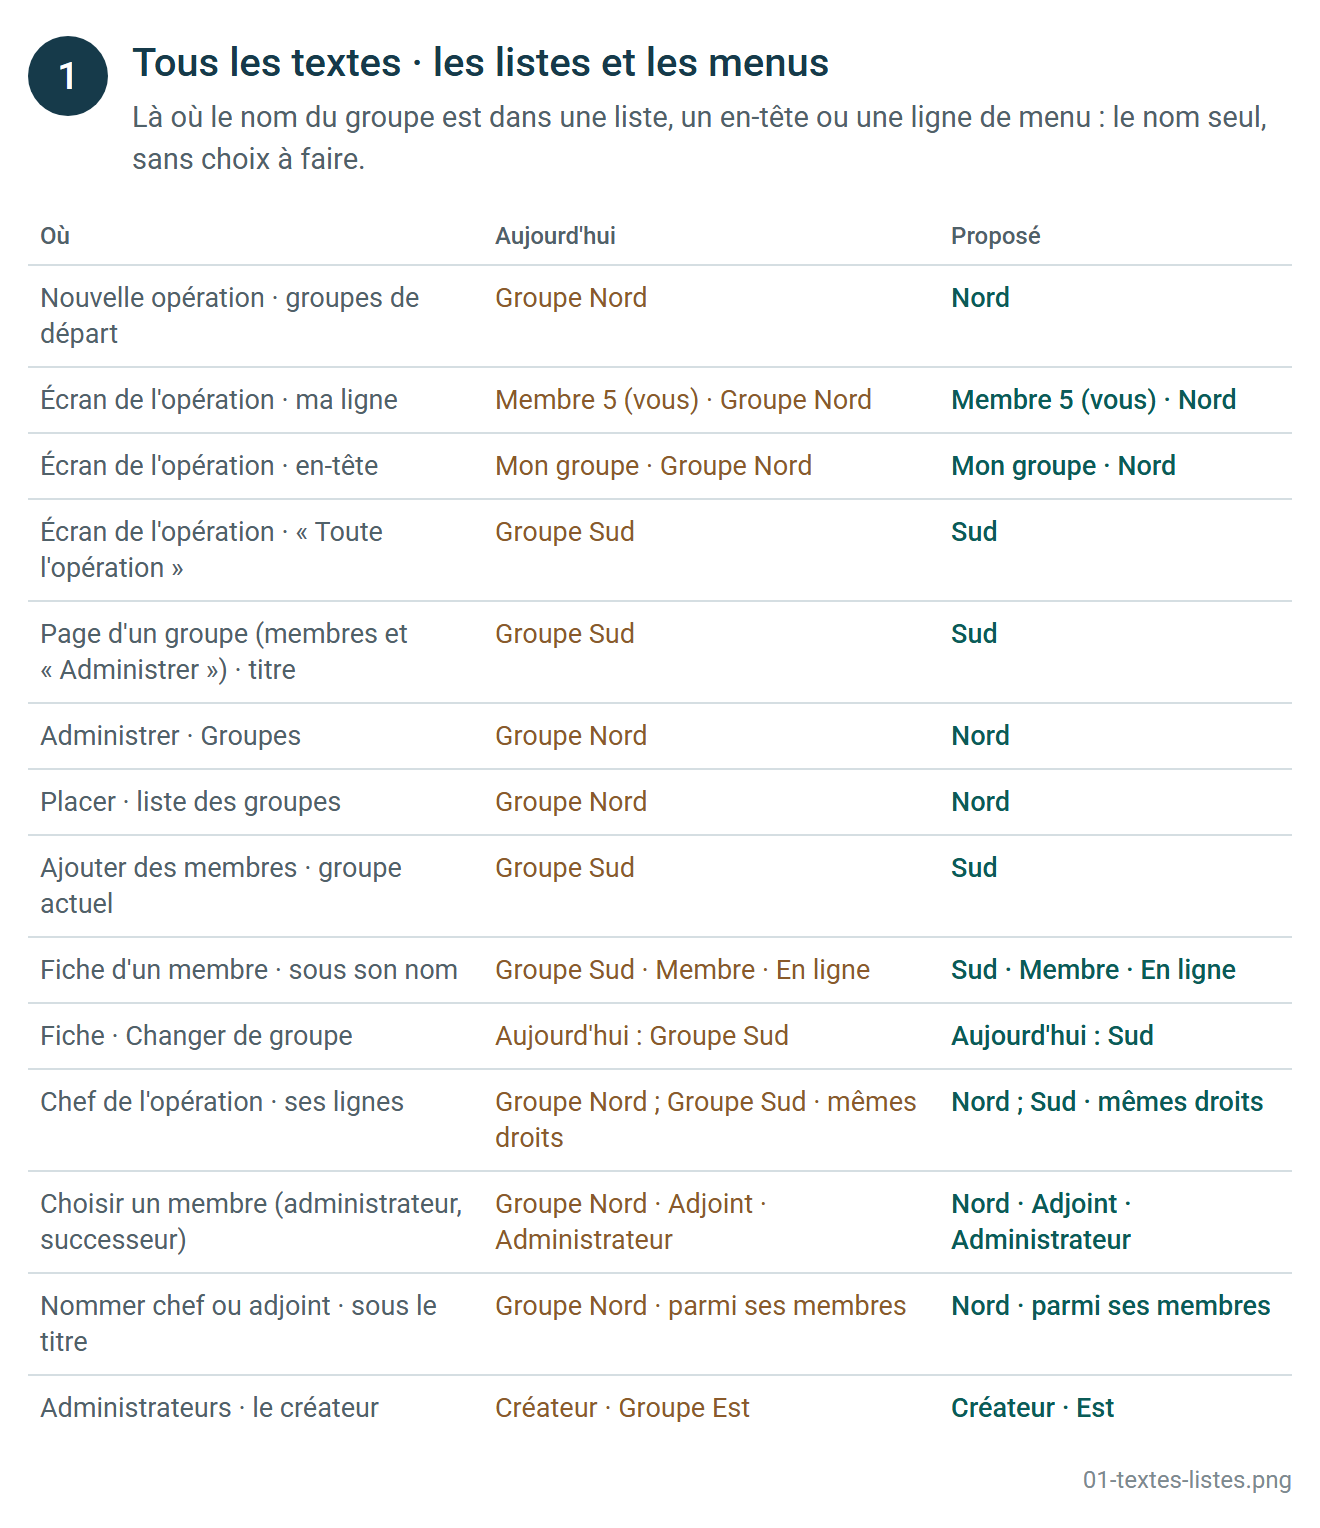 1
Tous les textes · les listes et les menus
Là où le nom du groupe est dans une liste, un en-tête ou une ligne de menu : le nom seul,
sans choix à faire.
Où Aujourd'hui Proposé
Nouvelle opération · groupes de Groupe Nord Nord
départ
Écran de l'opération · ma ligne Membre 5 (vous) · Groupe Nord Membre 5 (vous) · Nord
Écran de l'opération · en-tête Mon groupe · Groupe Nord Mon groupe · Nord
Écran de l'opération · « Toute Groupe Sud Sud
l'opération »
Page d'un groupe (membres et Groupe Sud Sud
« Administrer ») · titre
Administrer · Groupes Groupe Nord Nord
Placer · liste des groupes Groupe Nord Nord
Ajouter des membres · groupe Groupe Sud Sud
actuel
Fiche d'un membre · sous son nom Groupe Sud · Membre · En ligne Sud · Membre · En ligne
Fiche · Changer de groupe Aujourd'hui : Groupe Sud Aujourd'hui : Sud
Chef de l'opération · ses lignes Groupe Nord ; Groupe Sud · mêmes Nord ; Sud · mêmes droits
droits
Choisir un membre (administrateur, Groupe Nord · Adjoint · Nord · Adjoint ·
successeur) Administrateur Administrateur
Nommer chef ou adjoint · sous le Groupe Nord · parmi ses membres Nord · parmi ses membres
titre
Administrateurs · le créateur Créateur · Groupe Est Créateur · Est
01-textes-listes.png